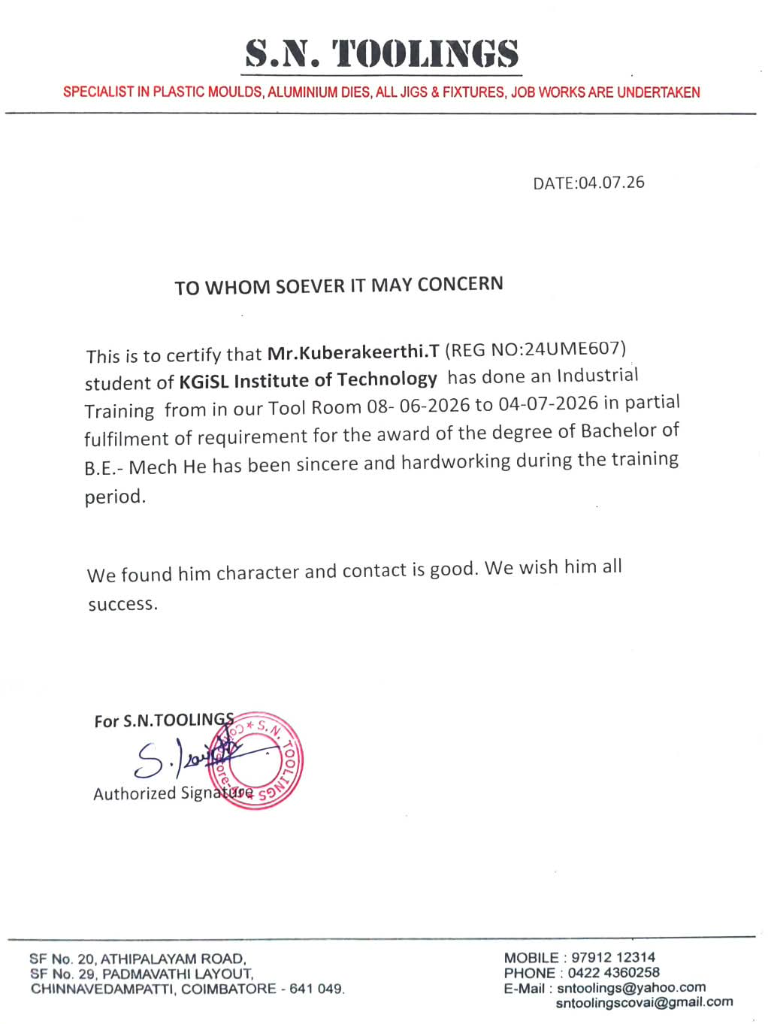 S.N. TOOLINGS
SPECIALIST IN PLASTIC MOULDS, ALUMINIUM DIES, ALL JIGS & FIXTURES, JOB WORKS ARE UNDERTAKEN
DATE:04.07.26
TO WHOM SOEVER IT MAY CONCERN
This is to certify that Mr.Kuberakeerthi.T (REG NO:24UME607)
student of KGiSL Institute of Technology has done an Industrial
Training from in our Tool Room 08- 06-2026 to 04-07-2026 in partial
fulfilment of requirement for the award of the degree of Bachelor of
B.E.- Mech He has been sincere and hardworking during the training
period.
We found him character and contact is good. We wish him all
success.
For S.N.TOOLINGS
S.N. TOOLINGS
Authorized Signature
SF No. 20, ATHIPALAYAM ROAD,
SF No. 29, PADMAVATHI LAYOUT,
CHINNAVEDAMPATTI, COIMBATORE - 641 049.
MOBILE : 97912 12314
PHONE : 0422 4360258
E-Mail : sntoolings@yahoo.com
sntoolingscovai@gmail.com